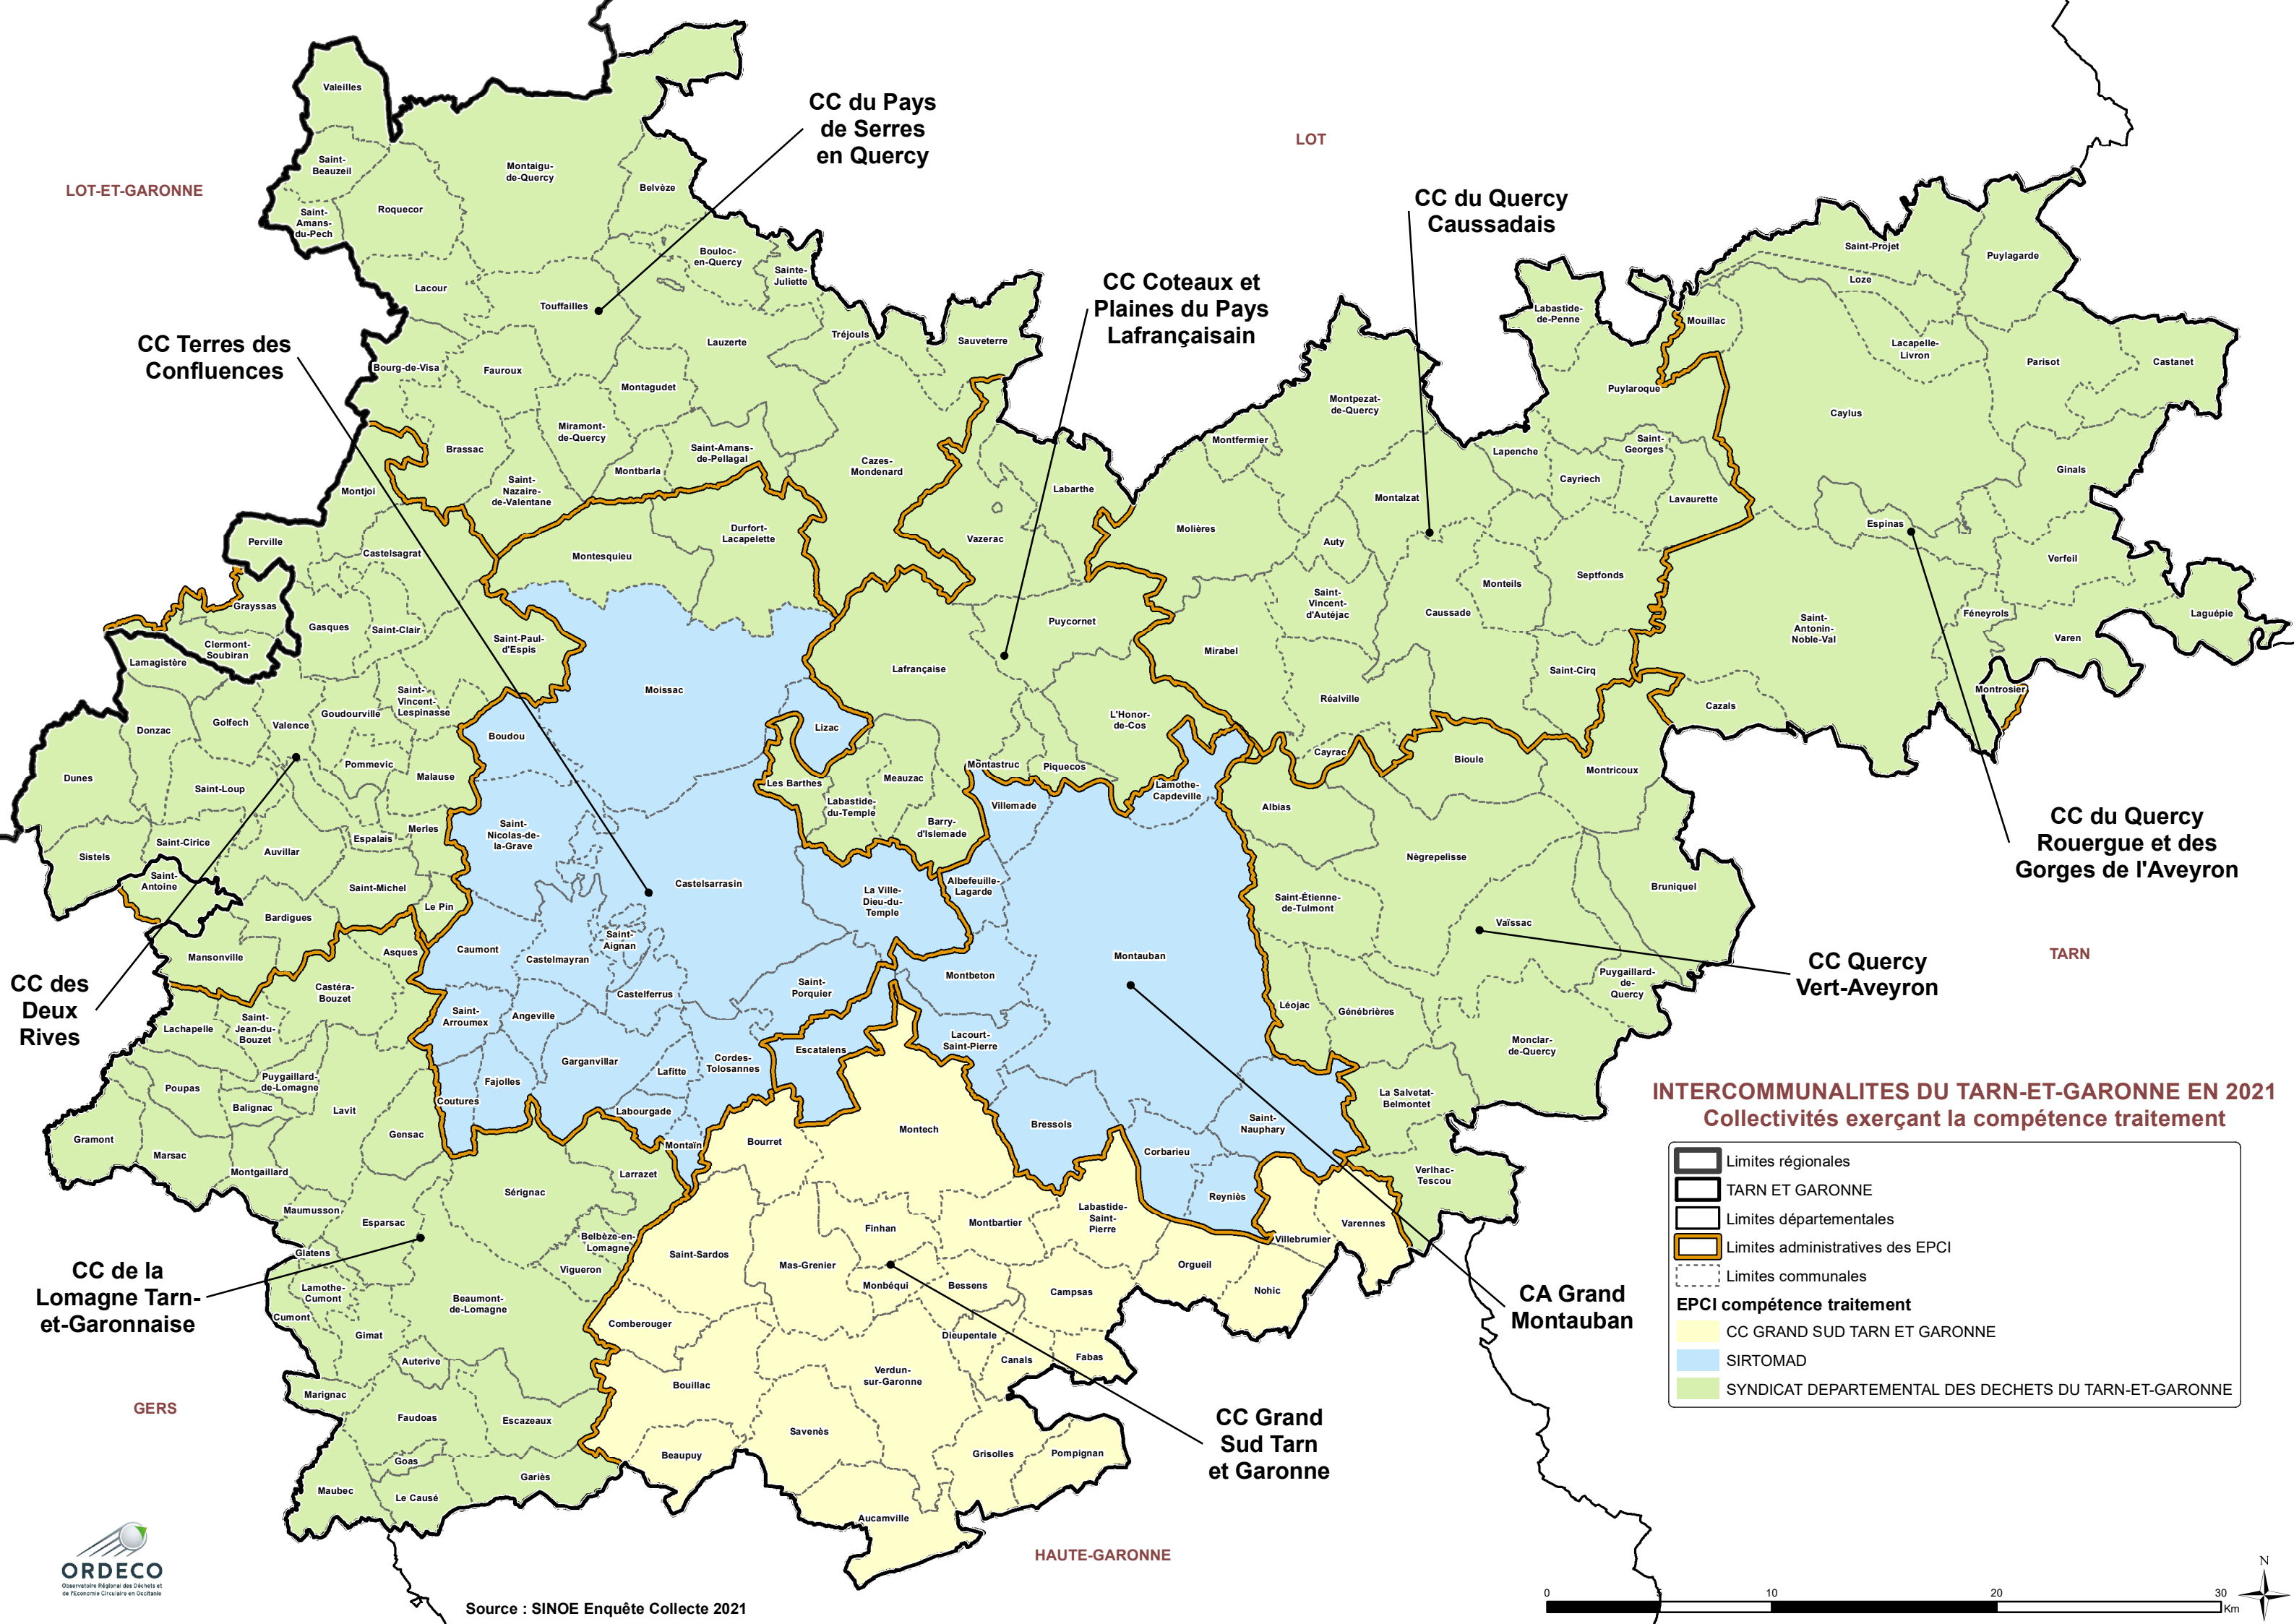 LOT-ET-GARONNE
LOT
TARN
GERS
HAUTE-GARONNE
CC du Pays
de Serres
en Quercy
CC du Quercy
Caussadais
CC Coteaux et
Plaines du Pays
Lafrançaisain
CC Terres des
Confluences
CC du Quercy
Rouergue et des
Gorges de l'Aveyron
CC Quercy
Vert-Aveyron
CC des
Deux
Rives
CC de la
Lomagne Tarn-
et-Garonnaise
CA Grand
Montauban
CC Grand
Sud Tarn
et Garonne
Valeilles
Saint-
Beauzeil
Saint-
Amans-
du-Pech
Roquecor
Montaigu-
de-Quercy
Belvèze
Bouloc-
en-Quercy
Sainte-
Juliette
Lacour
Touffailles
Lauzerte
Tréjouls
Sauveterre
Bourg-de-Visa
Fauroux
Montagudet
Miramont-
de-Quercy
Brassac
Saint-
Nazaire-
de-Valentane
Montbarla
Saint-Amans-
de-Pellagal
Cazes-
Mondenard
Montjoi
Perville
Castelsagrat
Montesquieu
Durfort-
Lacapelette
Vazerac
Labarthe
Grayssas
Clermont-
Soubiran
Gasques
Saint-Clair
Saint-Paul-
d'Espis
Lamagistère
Donzac
Golfech
Valence
Goudourville
Saint-
Vincent-
Lespinasse
Pommevic
Malause
Dunes
Saint-Loup
Sistels
Saint-Cirice
Auvillar
Espalais
Merles
Saint-
Antoine
Saint-Michel
Le Pin
Bardigues
Mansonville
Moissac
Boudou
Lizac
Les Barthes
Labastide-
du-Temple
Meauzac
Barry-
d'Islemade
Lafrançaise
Puycornet
L'Honor-
de-Cos
Montastruc
Piquecos
Saint-
Nicolas-de-
la-Grave
Castelsarrasin
La Ville-
Dieu-du-
Temple
Caumont
Castelmayran
Saint-
Aignan
Castelferrus
Saint-
Porquier
Saint-
Arroumex
Angeville
Garganvillar
Fajolles
Coutures
Lafitte
Cordes-
Tolosannes
Labourgade
Montaïn
Escatalens
Villemade
Lamothe-
Capdeville
Albefeuille-
Lagarde
Montauban
Montbeton
Lacourt-
Saint-Pierre
Bressols
Corbarieu
Saint-
Nauphary
Reyniès
Montfermier
Montpezat-
de-Quercy
Molières
Montalzat
Auty
Labastide-
de-Penne
Puylaroque
Lapenche
Saint-
Georges
Cayriech
Lavaurette
Saint-
Vincent-
d'Autéjac
Monteils
Septfonds
Caussade
Mirabel
Réalville
Saint-Cirq
Cayrac
Mouillac
Saint-Projet
Loze
Puylagarde
Lacapelle-
Livron
Parisot
Castanet
Caylus
Ginals
Espinas
Verfeil
Saint-
Antonin-
Noble-Val
Féneyrols
Varen
Laguépie
Montrosier
Cazals
Bioule
Montricoux
Albias
Nègrepelisse
Bruniquel
Saint-Étienne-
de-Tulmont
Vaïssac
Puygaillard-
de-
Quercy
Léojac
Génébrières
Monclar-
de-Quercy
La Salvetat-
Belmontet
Verlhac-
Tescou
Asques
Castéra-
Bouzet
Lachapelle
Saint-
Jean-du-
Bouzet
Poupas
Puygaillard-
de-Lomagne
Balignac
Lavit
Gramont
Marsac
Montgaillard
Gensac
Maumusson
Esparsac
Sérignac
Larrazet
Belbèze-en-
Lomagne
Vigueron
Glatens
Lamothe-
Cumont
Cumont
Gimat
Beaumont-
de-Lomagne
Auterive
Marignac
Faudoas
Escazeaux
Goas
Maubec
Le Causé
Gariès
Bourret
Montech
Saint-Sardos
Finhan
Montbartier
Labastide-
Saint-
Pierre
Varennes
Villebrumier
Mas-Grenier
Monbéqui
Bessens
Campsas
Orgueil
Nohic
Comberouger
Dieupentale
Canals
Fabas
Bouillac
Verdun-
sur-Garonne
Savenès
Beaupuy
Grisolles
Pompignan
Aucamville
INTERCOMMUNALITES DU TARN-ET-GARONNE EN 2021
Collectivités exerçant la compétence traitement
Limites régionales
TARN ET GARONNE
Limites départementales
Limites administratives des EPCI
Limites communales
EPCI compétence traitement
CC GRAND SUD TARN ET GARONNE
SIRTOMAD
SYNDICAT DEPARTEMENTAL DES DECHETS DU TARN-ET-GARONNE
ORDECO
Observatoire Régional des Déchets et
de l'Economie Circulaire en Occitanie
Source : SINOE Enquête Collecte 2021
0 5 10 20 30
Km
N